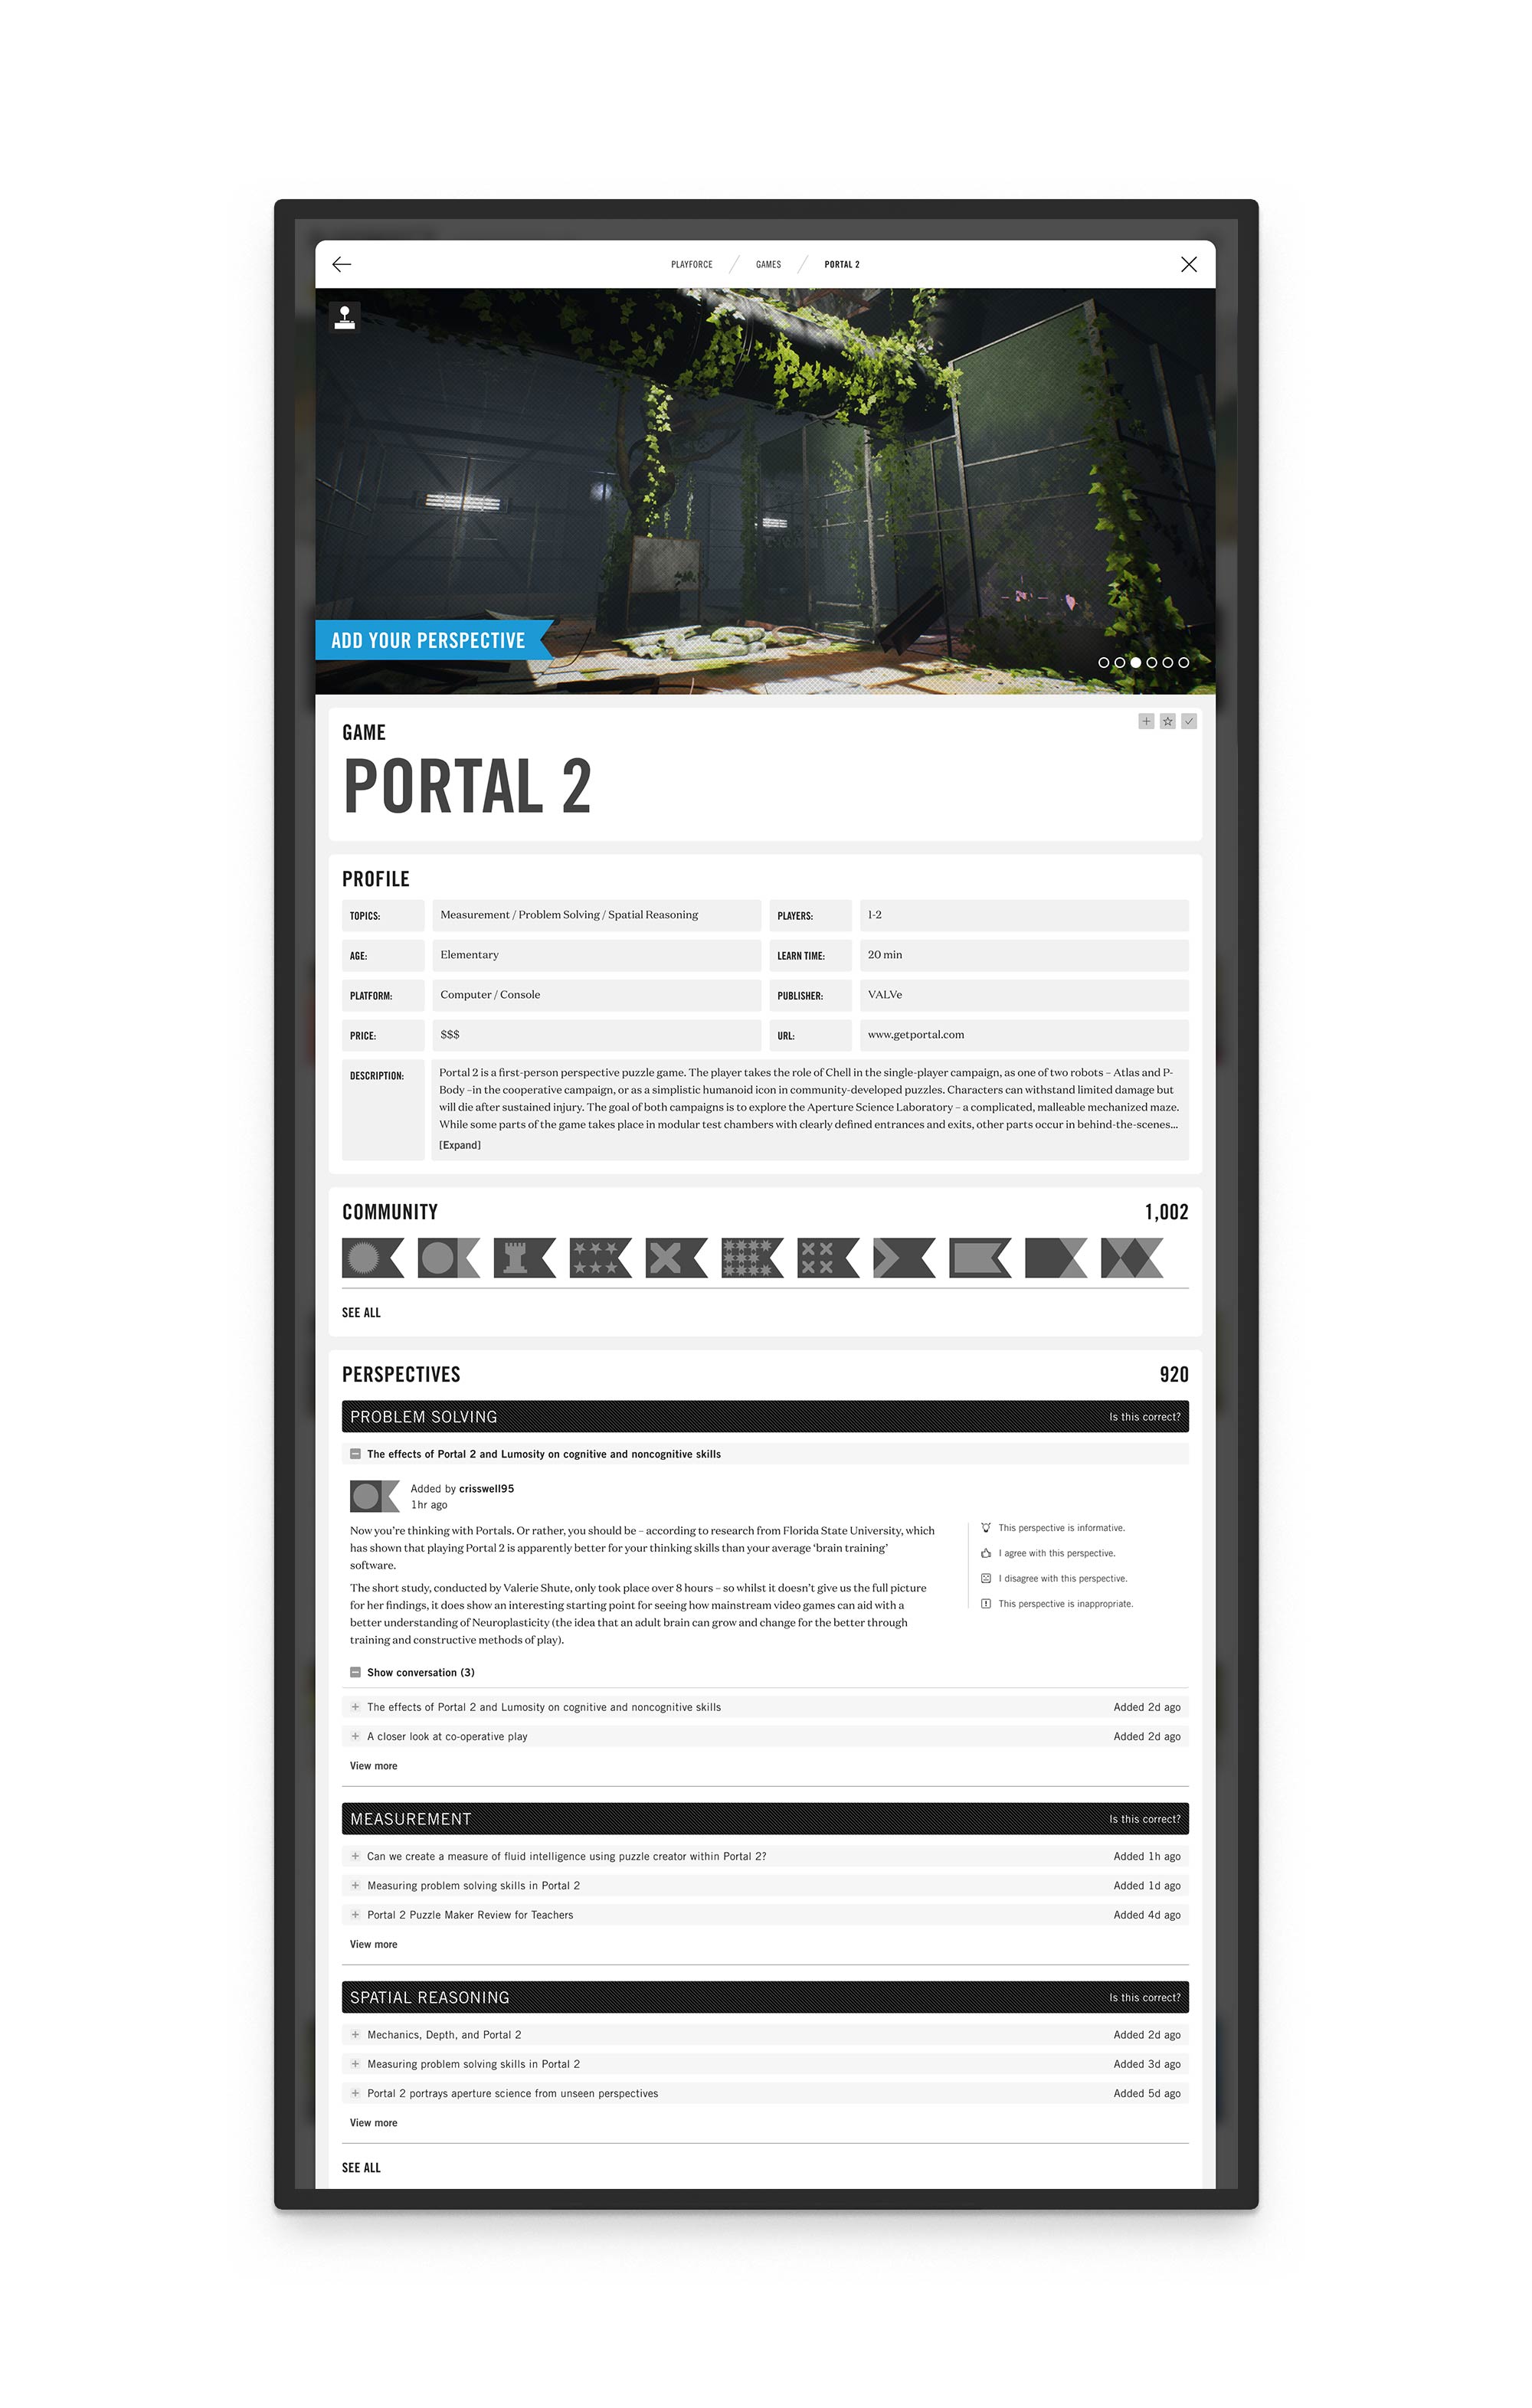 PLAYFORCE / GAMES / PORTAL 2
ADD YOUR PERSPECTIVE
GAME
PORTAL 2
PROFILE
TOPICS: Measurement / Problem Solving / Spatial Reasoning PLAYERS: 1-2
AGE: Elementary LEARN TIME: 20 min
PLATFORM: Computer / Console PUBLISHER: VALVe
PRICE: $$$ URL: www.getportal.com
DESCRIPTION: Portal 2 is a first-person perspective puzzle game. The player takes the role of Chell in the single-player campaign, as one of two robots – Atlas and P-
Body –in the cooperative campaign, or as a simplistic humanoid icon in community-developed puzzles. Characters can withstand limited damage but
will die after sustained injury. The goal of both campaigns is to explore the Aperture Science Laboratory – a complicated, malleable mechanized maze.
While some parts of the game takes place in modular test chambers with clearly defined entrances and exits, other parts occur in behind-the-scenes...
[Expand]
COMMUNITY 1,002
SEE ALL
PERSPECTIVES 920
PROBLEM SOLVING Is this correct?
The effects of Portal 2 and Lumosity on cognitive and noncognitive skills
Added by crisswell95
1hr ago
Now you're thinking with Portals. Or rather, you should be – according to research from Florida State University, which
has shown that playing Portal 2 is apparently better for your thinking skills than your average ‘brain training’
software.
The short study, conducted by Valerie Shute, only took place over 8 hours – so whilst it doesn't give us the full picture
for her findings, it does show an interesting starting point for seeing how mainstream video games can aid with a
better understanding of Neuroplasticity (the idea that an adult brain can grow and change for the better through
training and constructive methods of play).
This perspective is informative.
I agree with this perspective.
I disagree with this perspective.
This perspective is inappropriate.
Show conversation (3)
The effects of Portal 2 and Lumosity on cognitive and noncognitive skills Added 2d ago
A closer look at co-operative play Added 2d ago
View more
MEASUREMENT Is this correct?
Can we create a measure of fluid intelligence using puzzle creator within Portal 2? Added 1h ago
Measuring problem solving skills in Portal 2 Added 1d ago
Portal 2 Puzzle Maker Review for Teachers Added 4d ago
View more
SPATIAL REASONING Is this correct?
Mechanics, Depth, and Portal 2 Added 2d ago
Measuring problem solving skills in Portal 2 Added 3d ago
Portal 2 portrays aperture science from unseen perspectives Added 5d ago
View more
SEE ALL